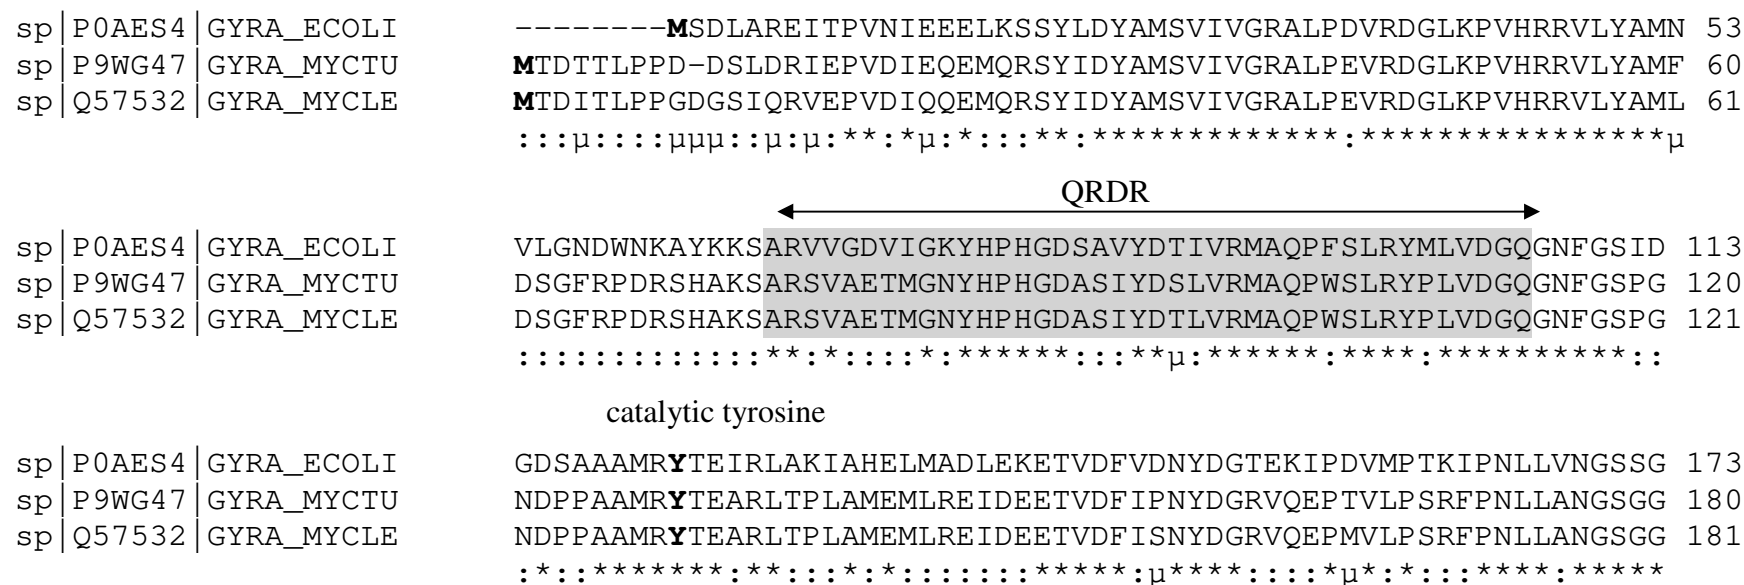 sp|P0AES4|GYRA_ECOLI --------MSDLAREITPVNIEEELKSSYLDYAMSVIVGRALPDVRDGLKPVHRRVLYAMN 53
sp|P9WG47|GYRA_MYCTU MTDTTLPPD-DSLDRIEPVDIEQEMQRSYIDYAMSVIVGRALPEVRDGLKPVHRRVLYAMF 60
sp|Q57532|GYRA_MYCLE MTDITLPPGDGSIQRVEPVDIQQEMQRSYIDYAMSVIVGRALPEVRDGLKPVHRRVLYAML 61
:::µ::::µµµ::µ:µ:**:*µ:*:::**:*************:****************µ
QRDR
VLGNDWNKAYKKSARVVGDVIGKYHPHGDSAVYDTIVRMAQPFSLRYMLVDGQGNFGSID 113
sp|P0AES4|GYRA_ECOLI
sp|P9WG47|GYRA_MYCTU DSGFRPDRSHAKSARSVAETMGNYHPHGDASIYDSLVRMAQPWSLRYPLVDGQGNFGSPG 120
sp|Q57532|GYRA_MYCLE DSGFRPDRSHAKSARSVAETMGNYHPHGDASIYDTLVRMAQPWSLRYPLVDGQGNFGSPG 121
:::::::::::::**:*::::*:******:::**µ:******:****:**********::
catalytic tyrosine
sp|P0AES4|GYRA_ECOLI GDSAAAMRYTEIRLAKIAHELMADLEKETVDFVDNYDGTEKIPDVMPTKIPNLLVNGSSG 173
sp|P9WG47|GYRA_MYCTU NDPPAAMRYTEARLTPLAMEMLREIDEETVDFIPNYDGRVQEPTVLPSRFPNLLANGSGG 180
sp|Q57532|GYRA_MYCLE NDPPAAMRYTEARLTPLAMEMLREIDEETVDFISNYDGRVQEPMVLPSRFPNLLANGSGG 181
:*::*******:**:::*:*:::::::*****:µ****::::*µ*:*:::****:*****